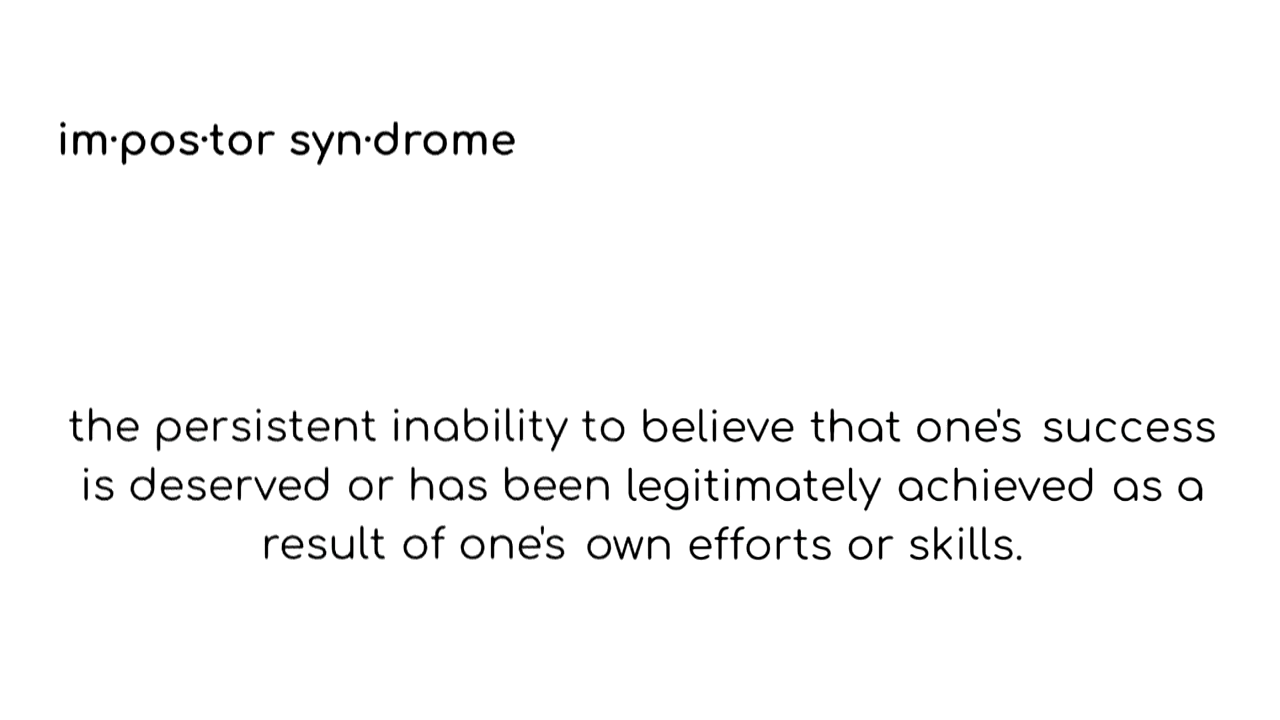 im·pos·tor syn·drome
the persistent inability to believe that one's success
is deserved or has been legitimately achieved as a
result of one's own efforts or skills.